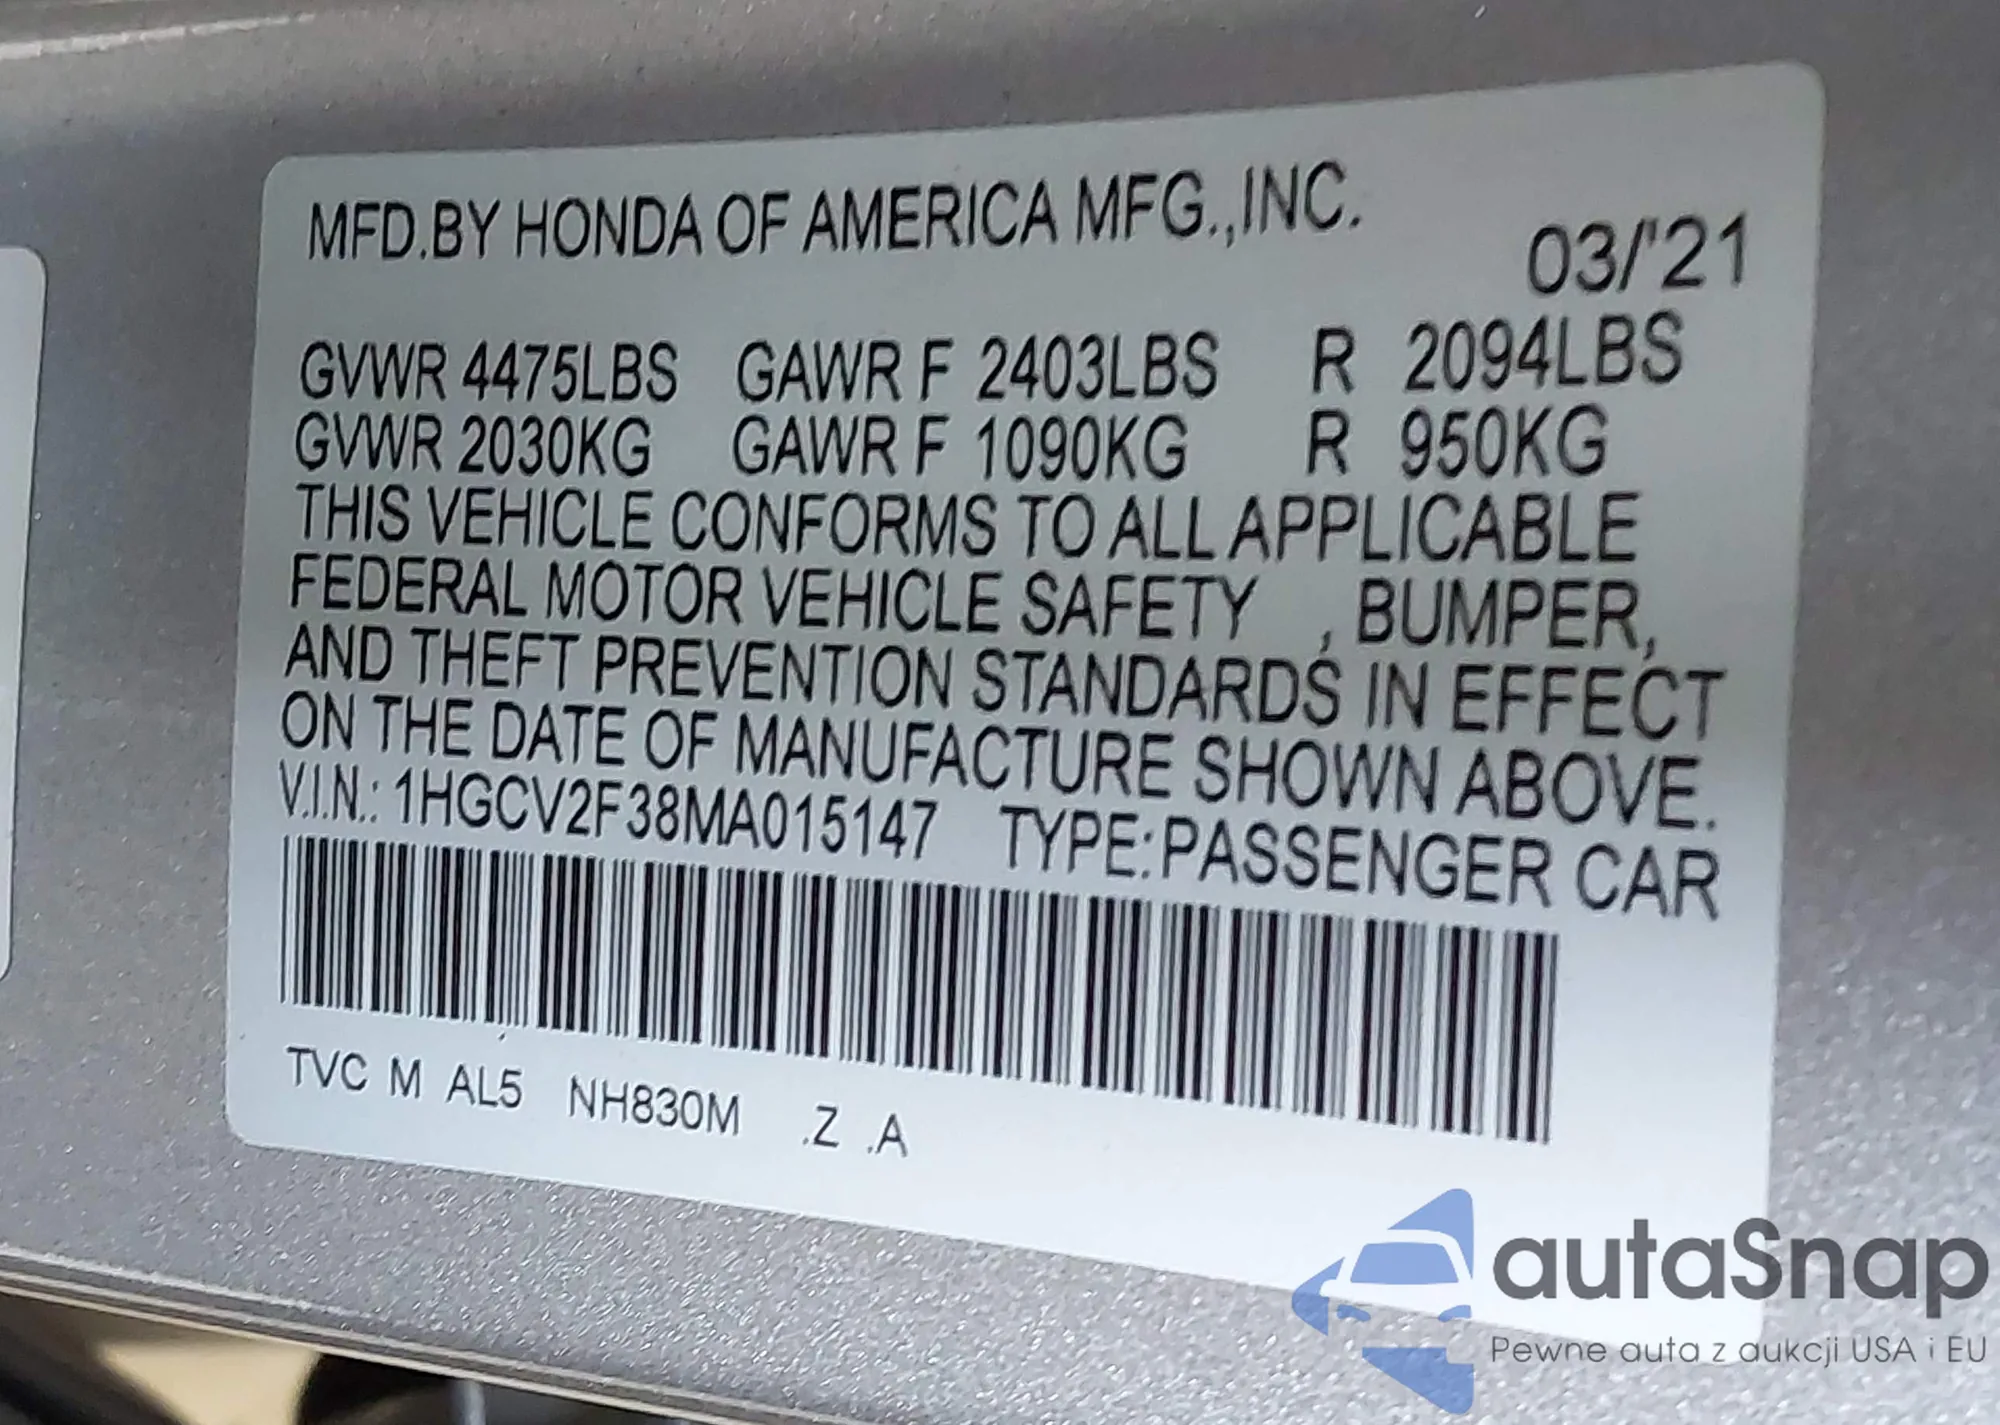 MFD.BY HONDA OF AMERICA MFG.,INC.
03/'21
GVWR 4475LBS GAWR F 2403LBS R 2094LBS
GVWR 2030KG GAWR F 1090KG R 950KG
THIS VEHICLE CONFORMS TO ALL APPLICABLE
FEDERAL MOTOR VEHICLE SAFETY , BUMPER,
AND THEFT PREVENTION STANDARDS IN EFFECT
ON THE DATE OF MANUFACTURE SHOWN ABOVE.
V.I.N.: 1HGCV2F38MA015147 TYPE:PASSENGER CAR
TVC M AL5 NH830M .Z .A
autaSnap
Pewne auta z aukcji USA i EU